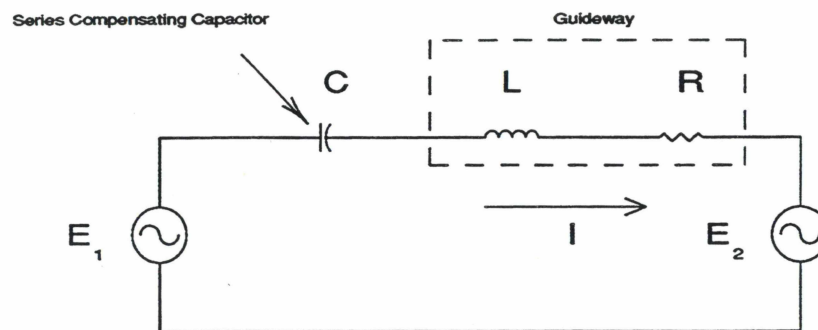 Series Compensating Capacitor
Guideway
C
L
R
E1
I
E2